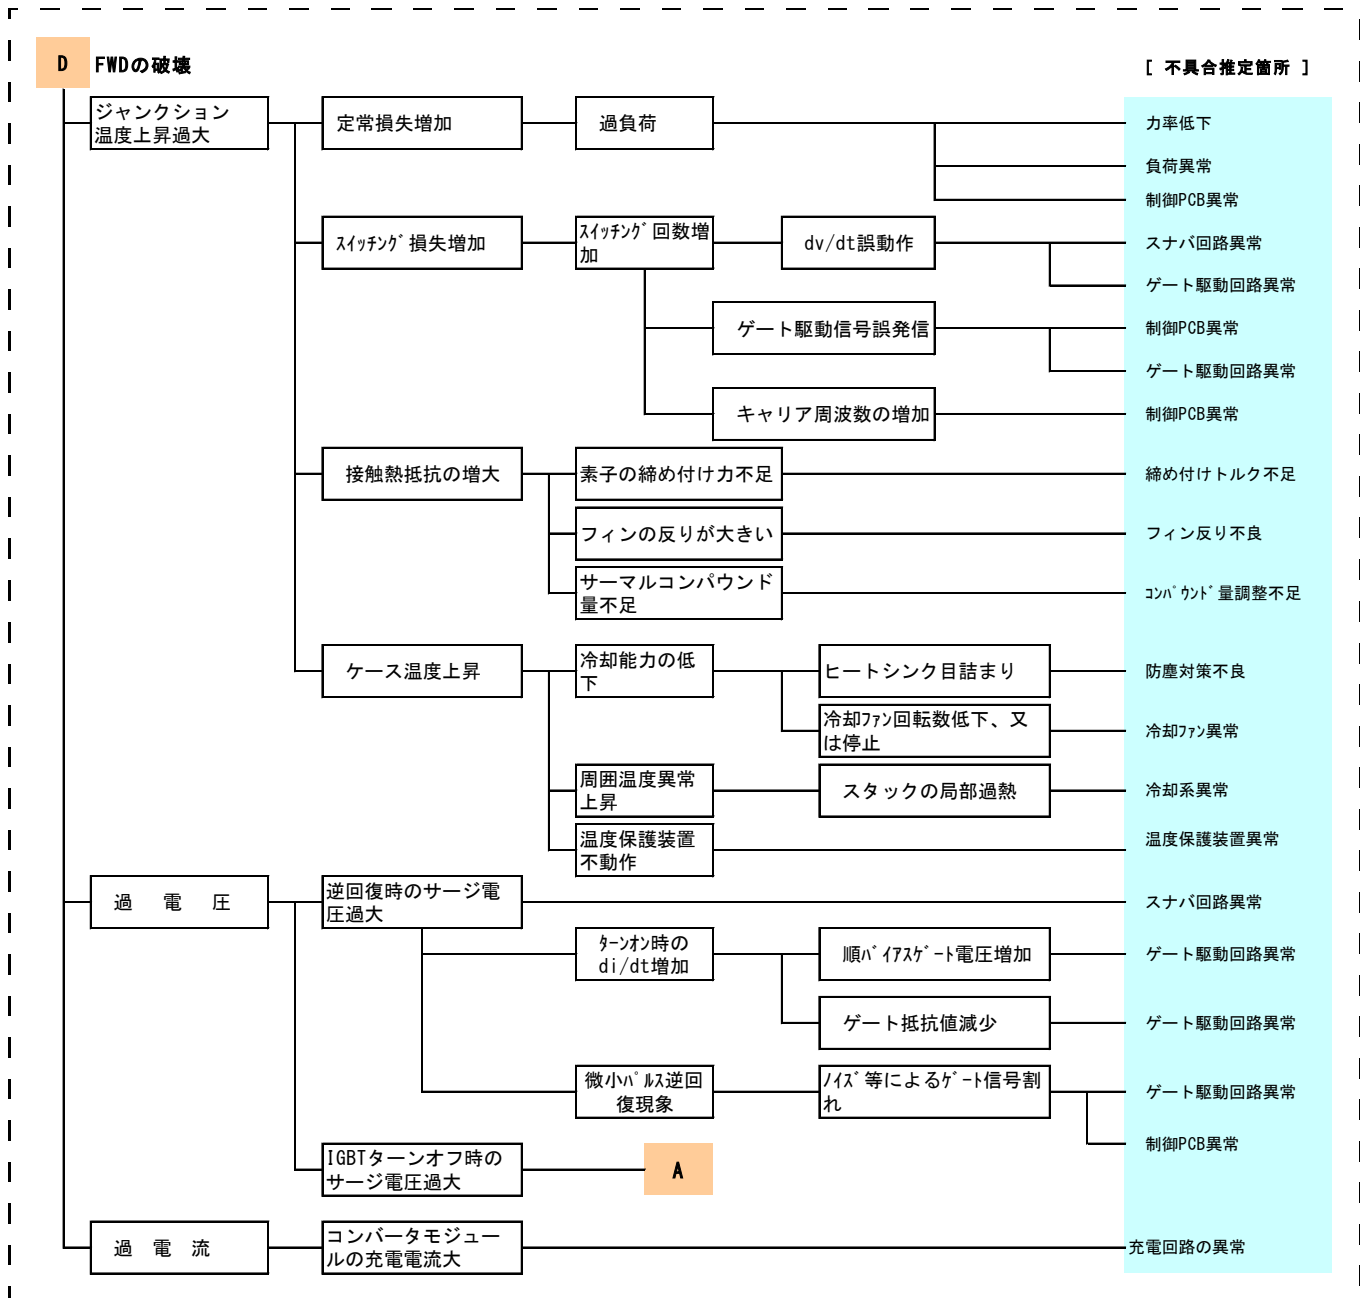 D FWDの破壊
[ 不具合推定箇所 ]
ジャンクション
温度上昇過大
定常損失増加
過負荷
力率低下
負荷異常
制御PCB異常
ｽｲｯﾁﾝｸﾞ損失増加
ｽｲｯﾁﾝｸﾞ回数増
加
dv/dt誤動作
スナバ回路異常
ゲート駆動回路異常
ゲート駆動信号誤発信
制御PCB異常
ゲート駆動回路異常
キャリア周波数の増加
制御PCB異常
接触熱抵抗の増大
素子の締め付け力不足
締め付けトルク不足
フィンの反りが大きい
フィン反り不良
サーマルコンパウンド
量不足
ｺﾝﾊﾟｳﾝﾄﾞ量調整不足
ケース温度上昇
冷却能力の低
下
ヒートシンク目詰まり
防塵対策不良
冷却ﾌｧﾝ回転数低下、又
は停止
冷却ﾌｧﾝ異常
周囲温度異常
上昇
スタックの局部過熱
冷却系異常
温度保護装置
不動作
温度保護装置異常
過 電 圧
逆回復時のサージ電
圧過大
スナバ回路異常
ﾀｰﾝｵﾝ時の
di/dt増加
順ﾊﾞｲｱｽｹﾞｰﾄ電圧増加
ゲート駆動回路異常
ゲート抵抗値減少
ゲート駆動回路異常
微小ﾊﾟﾙｽ逆回
復現象
ﾉｲｽﾞ等によるｹﾞｰﾄ信号割
れ
ゲート駆動回路異常
制御PCB異常
IGBTターンオフ時の
サージ電圧過大
A
過 電 流
コンバータモジュー
ルの充電電流大
充電回路の異常